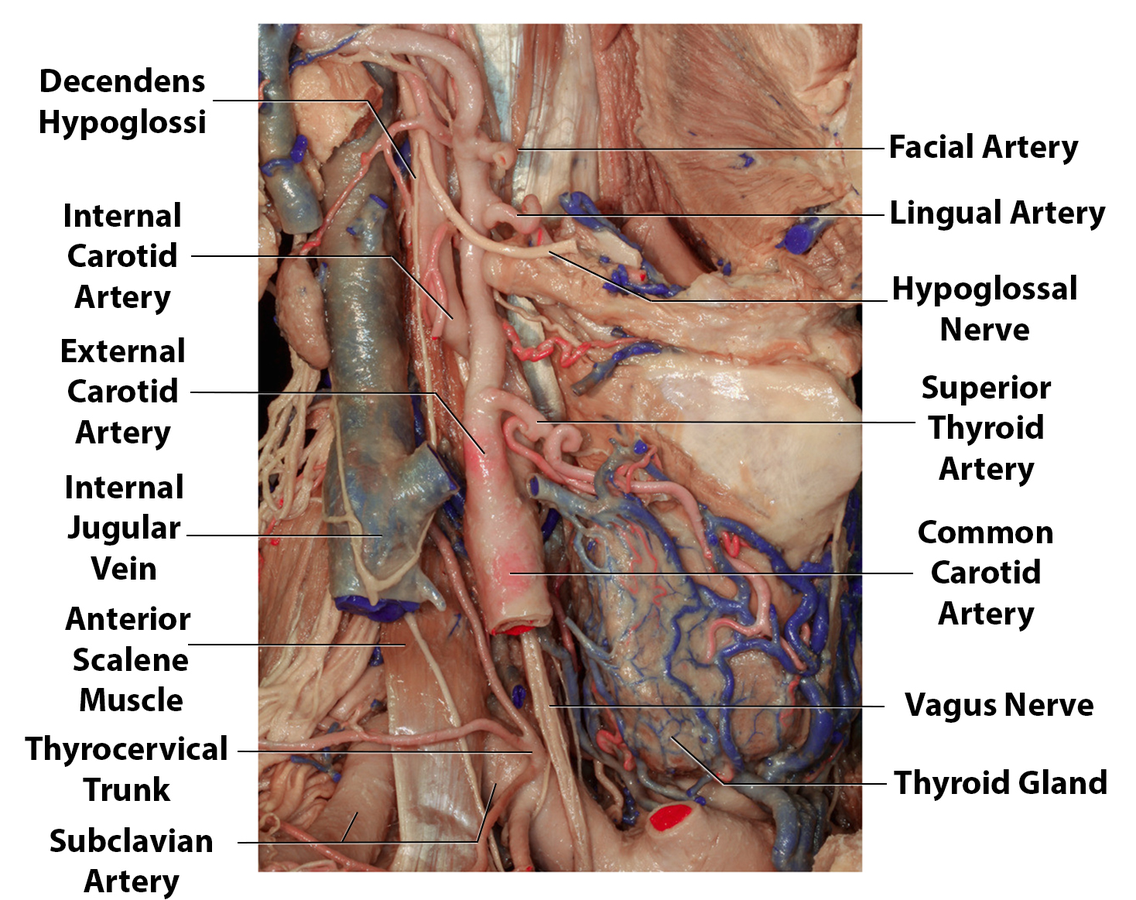 Decendens
Hypoglossi
Internal
Carotid
Artery
External
Carotid
Artery
Internal
Jugular
Vein
Anterior
Scalene
Muscle
Thyrocervical
Trunk
Subclavian
Artery
Facial Artery
Lingual Artery
Hypoglossal
Nerve
Superior
Thyroid
Artery
Common
Carotid
Artery
Vagus Nerve
Thyroid Gland